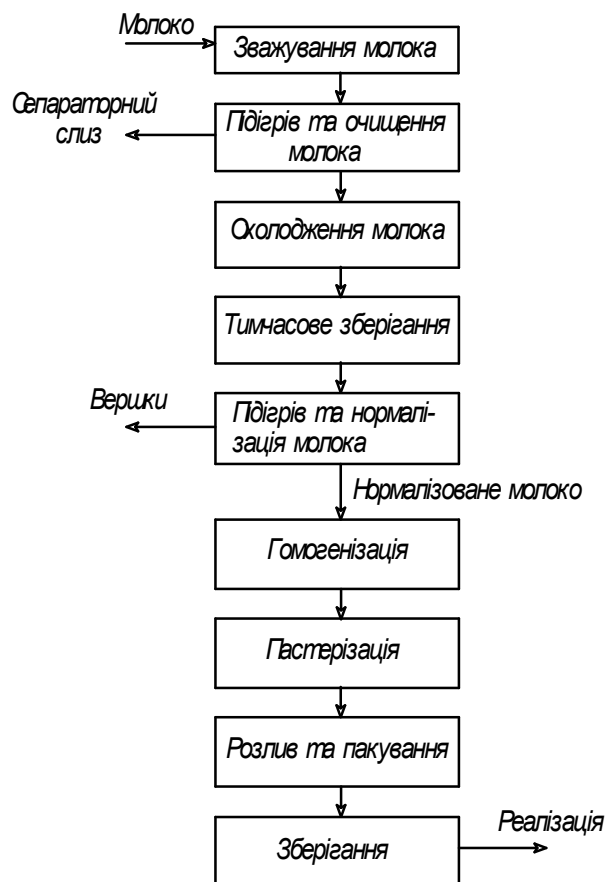 Молоко
Зважування молока
Сепараторний
слиз
Підігрів та очищення
молока
Охолодження молока
Тимчасове зберігання
Вершки
Підігрів та нормалі-
зація молока
Нормалізоване молоко
Гомогенізація
Пастерізація
Розлив та пакування
Зберігання
Реалізація